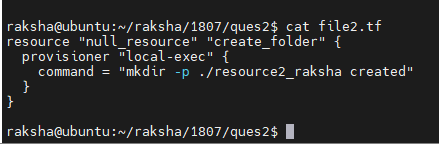 raksha@ubuntu:~/raksha/1807/ques2$ cat file2.tf
resource "null_resource" "create_folder" {
  provisioner "local-exec" {
    command = "mkdir -p ./resource2_raksha created"
  }
}
raksha@ubuntu:~/raksha/1807/ques2$